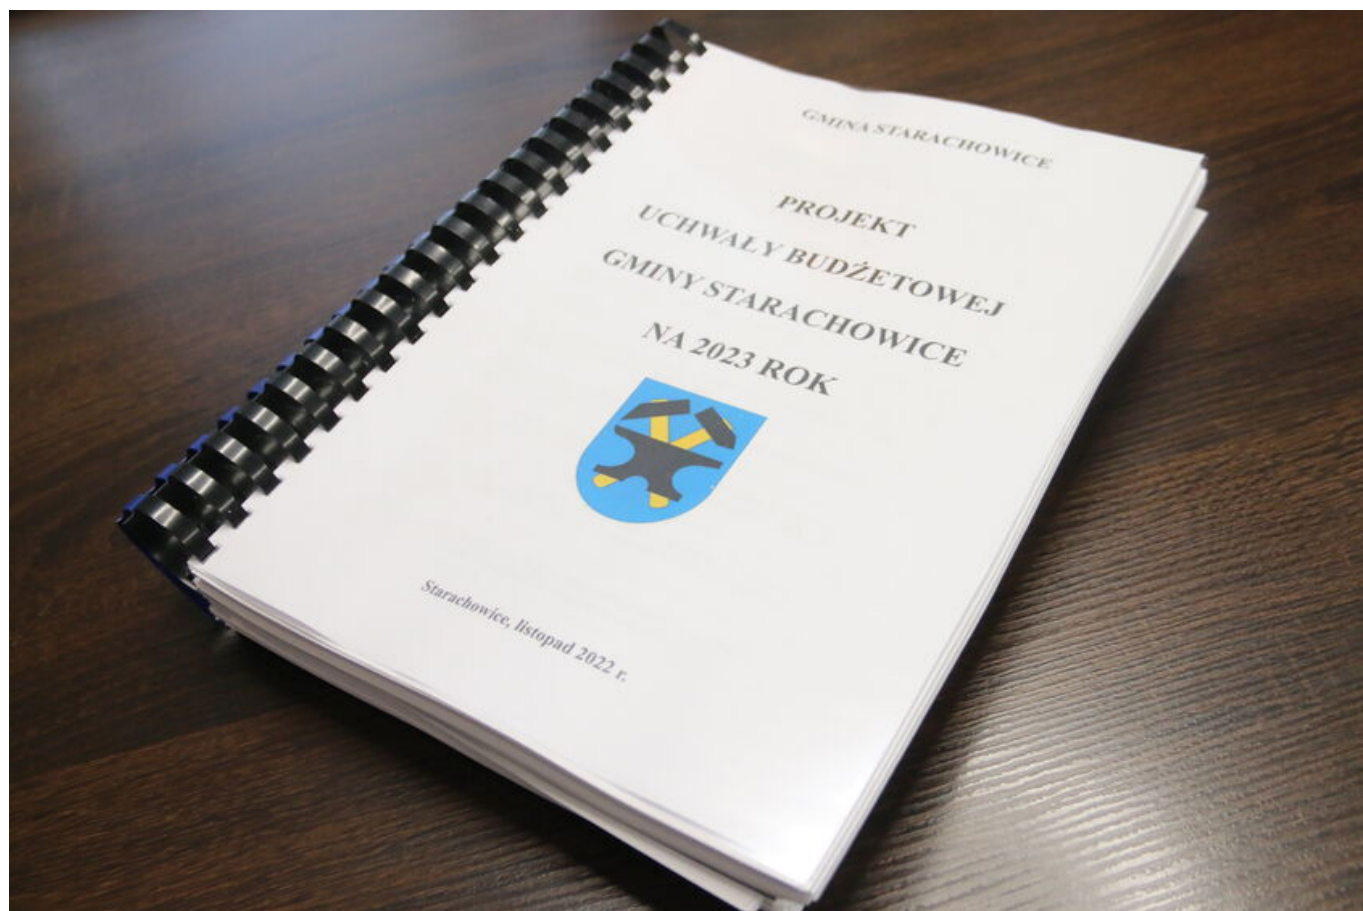 GMINA STARACHOWICE
PROJEKT
UCHWAŁY BUDŻETOWEJ
GMINY STARACHOWICE
NA 2023 ROK
Starachowice, listopad 2022 r.